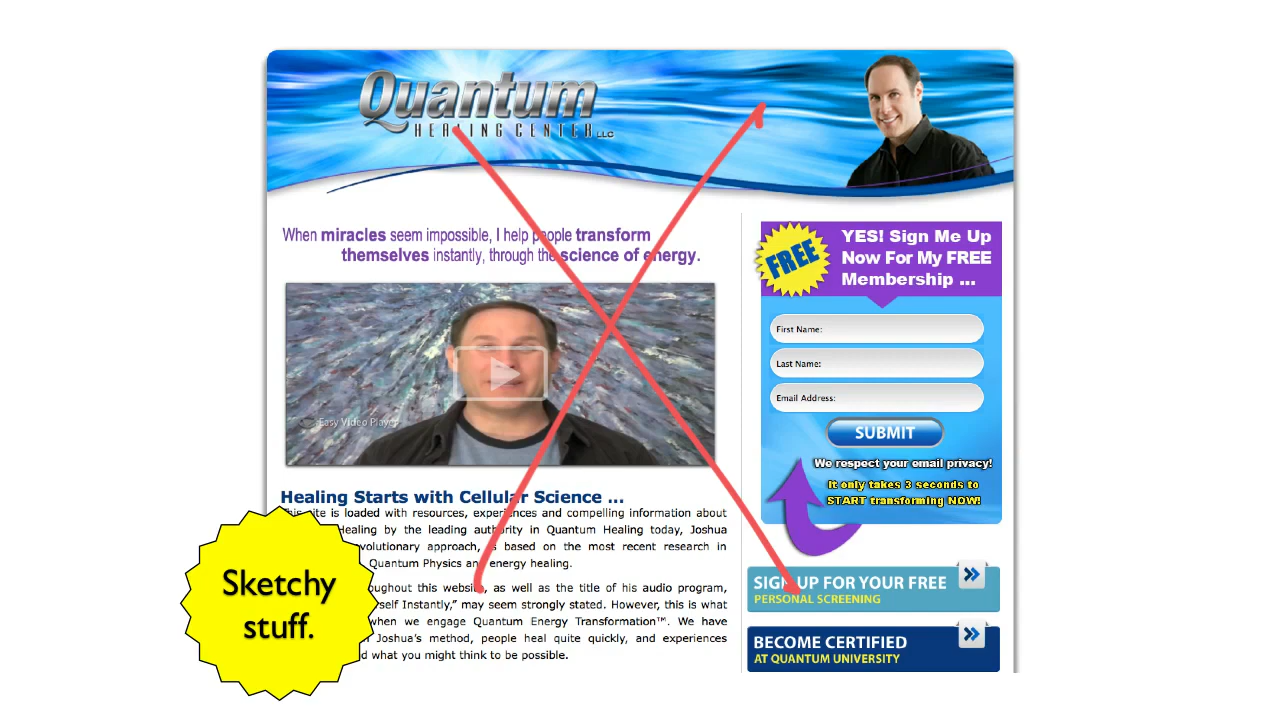 Quantum
HEALING CENTER LLC
When miracles seem impossible, I help people transform
themselves instantly, through the science of energy.
Easy Video Player
Healing Starts with Cellular Science ...
This site is loaded with resources, experiences and compelling information about
Healing by the leading authority in Quantum Healing today, Joshua
approach, is based on the most recent research in
Quantum Physics and energy healing.
throughout this website, as well as the title of his audio program,
Instantly,” may seem strongly stated. However, this is what
when we engage Quantum Energy Transformation™. We have
Joshua’s method, people heal quite quickly, and experiences
what you might think to be possible.
Sketchy
stuff.
FREE
YES! Sign Me Up
Now For My FREE
Membership ...
First Name:
Last Name:
Email Address:
SUBMIT
We respect your email privacy!
It only takes 3 seconds to
START transforming NOW!
SIGN UP FOR YOUR FREE
PERSONAL SCREENING
BECOME CERTIFIED
AT QUANTUM UNIVERSITY